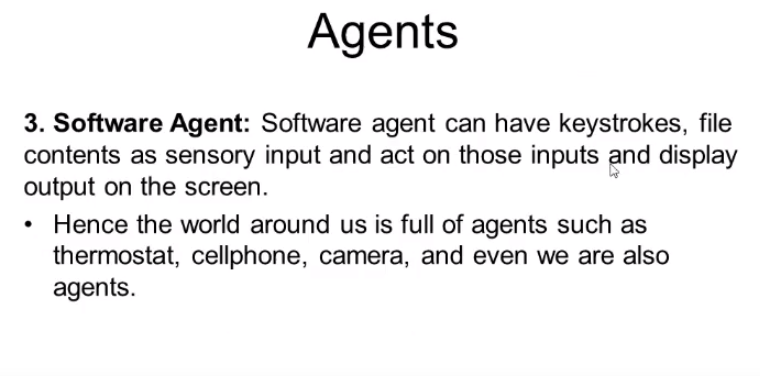 Agents
3. Software Agent: Software agent can have keystrokes, file
contents as sensory input and act on those inputs and display
output on the screen.
• Hence the world around us is full of agents such as
thermostat, cellphone, camera, and even we are also
agents.